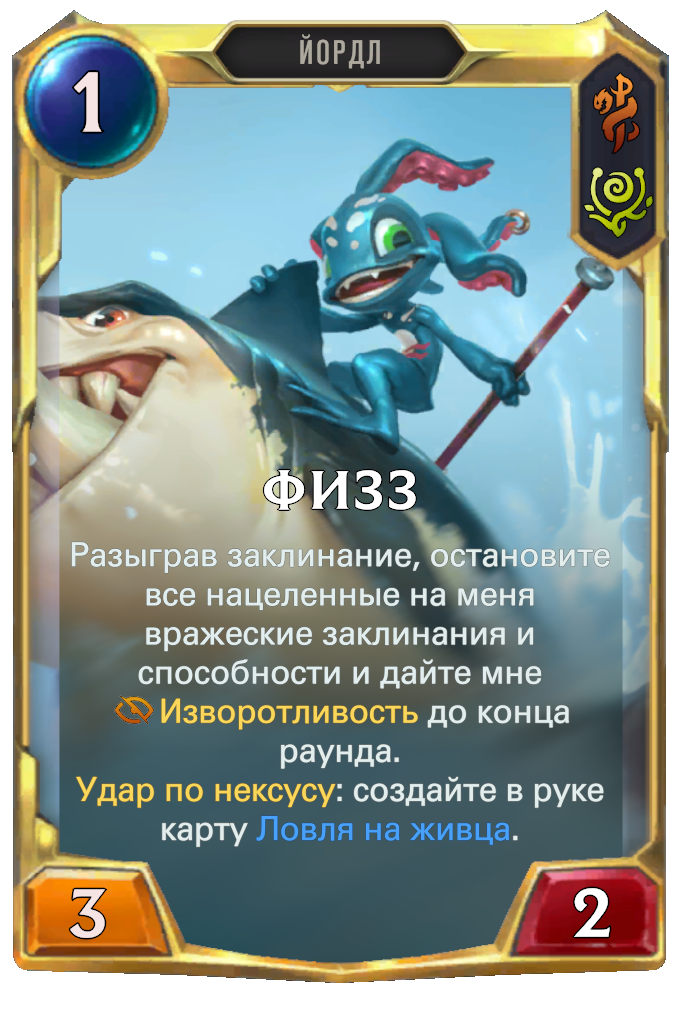 ЙОРДЛ
1
ФИЗЗ
Разыграв заклинание, остановите
все нацеленные на меня
вражеские заклинания и
способности и дайте мне
Изворотливость до конца
раунда.
Удар по нексусу: создайте в руке
карту Ловля на живца.
3
2